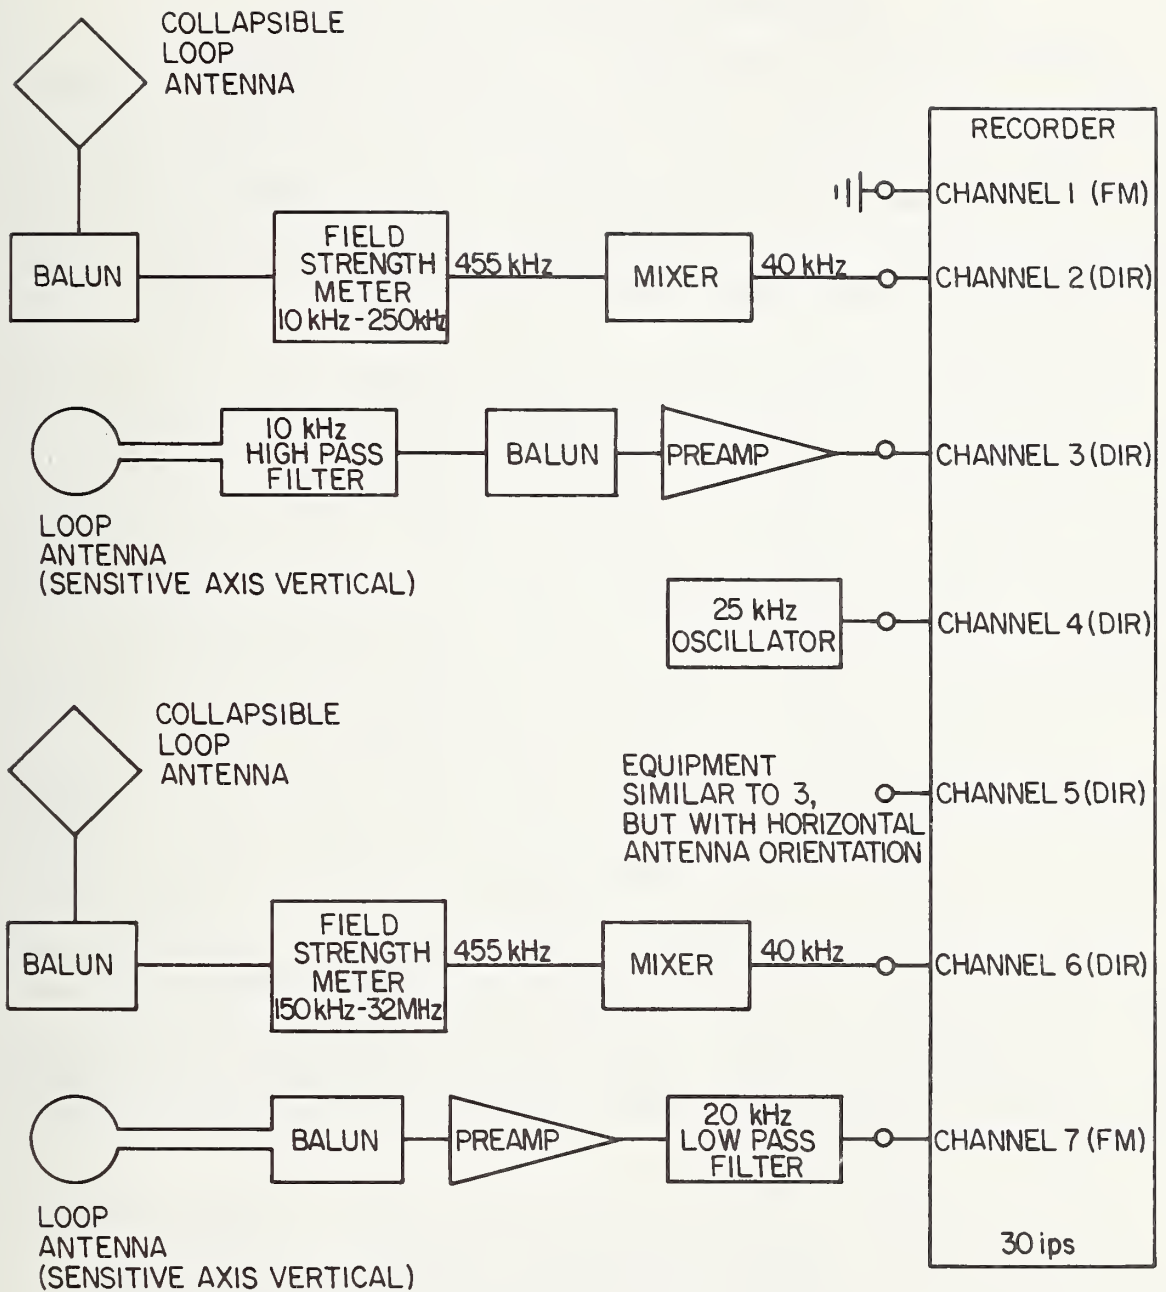 COLLAPSIBLE
LOOP
ANTENNA
RECORDER
CHANNEL 1 (FM)
BALUN
FIELD
STRENGTH
METER
10 kHz-250kHz
455 kHz
MIXER
40 kHz
CHANNEL 2 (DIR)
10 kHz
HIGH PASS
FILTER
BALUN
PREAMP
CHANNEL 3 (DIR)
LOOP
ANTENNA
(SENSITIVE AXIS VERTICAL)
25 kHz
OSCILLATOR
CHANNEL 4 (DIR)
COLLAPSIBLE
LOOP
ANTENNA
EQUIPMENT
SIMILAR TO 3,
BUT WITH HORIZONTAL
ANTENNA ORIENTATION
CHANNEL 5 (DIR)
BALUN
FIELD
STRENGTH
METER
150 kHz-32MHz
455 kHz
MIXER
40 kHz
CHANNEL 6 (DIR)
BALUN
PREAMP
20 kHz
LOW PASS
FILTER
CHANNEL 7 (FM)
LOOP
ANTENNA
(SENSITIVE AXIS VERTICAL)
30 ips